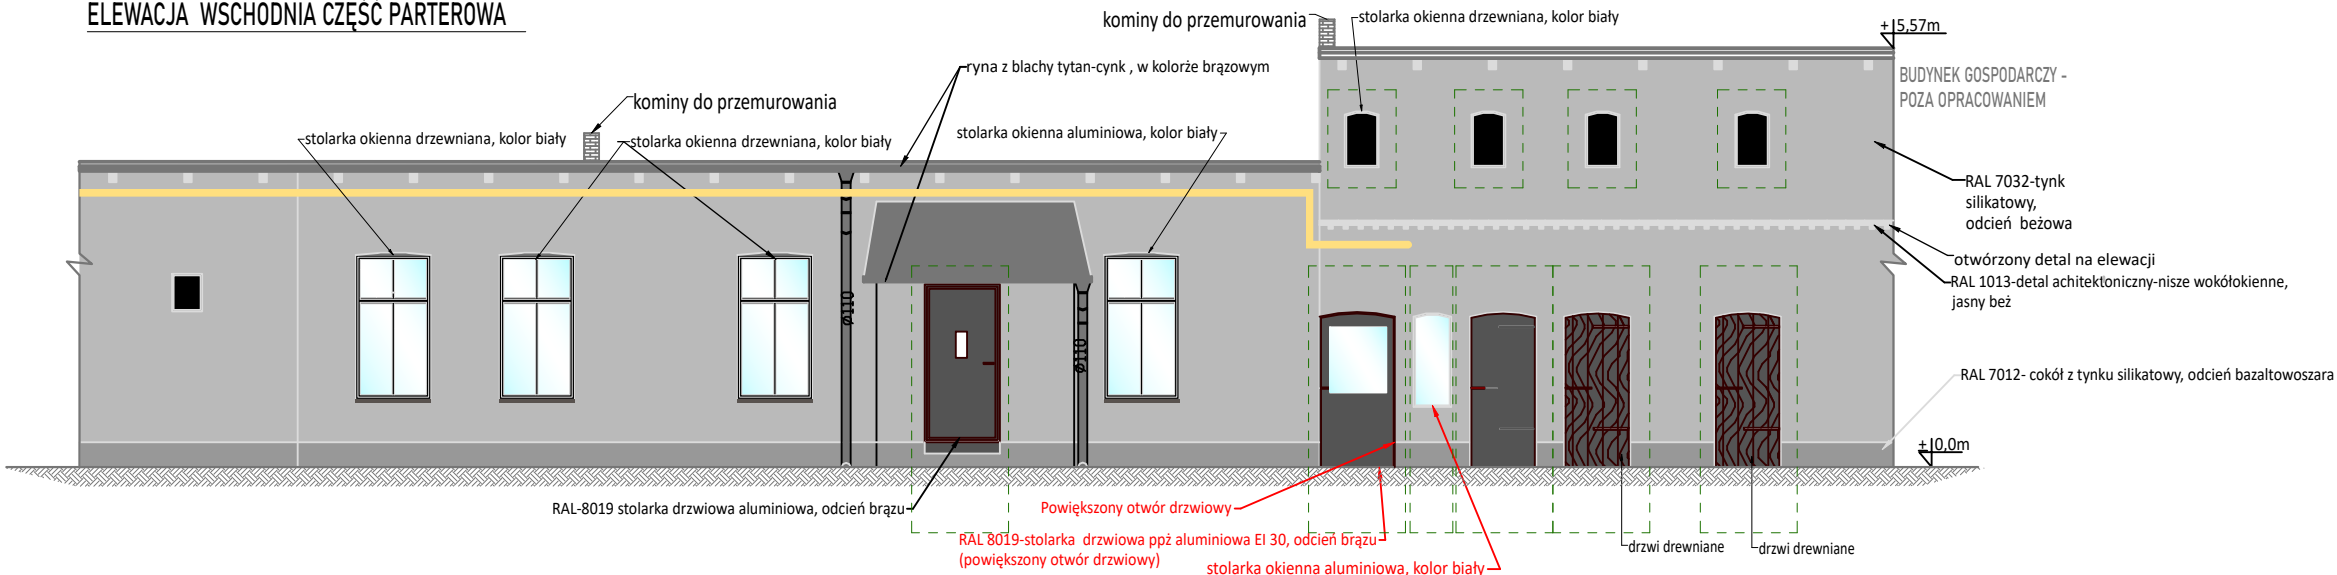 ELEWACJA WSCHODNIA CZĘŚĆ PARTEROWA
kominy do przemurowania
stolarka okienna drzewniana, kolor biały
+5,57m
ryna z blachy tytan-cynk , w kolorże brązowym
BUDYNEK GOSPODARCZY -
POZA OPRACOWANIEM
kominy do przemurowania
stolarka okienna drzewniana, kolor biały
stolarka okienna drzewniana, kolor biały
stolarka okienna aluminiowa, kolor biały
RAL 7032-tynk
silikatowy,
odcień beżowa
otwórzony detal na elewacji
RAL 1013-detal achitektoniczny-nisze wokółokienne,
jasny beż
Ø110
Ø110
RAL 7012- cokół z tynku silikatowy, odcień bazaltowoszara
±0,0m
RAL-8019 stolarka drzwiowa aluminiowa, odcień brązu
Powiększony otwór drzwiowy
RAL 8019-stolarka drzwiowa ppż aluminiowa EI 30, odcień brązu
(powiększony otwór drzwiowy)
stolarka okienna aluminiowa, kolor biały
drzwi drewniane
drzwi drewniane